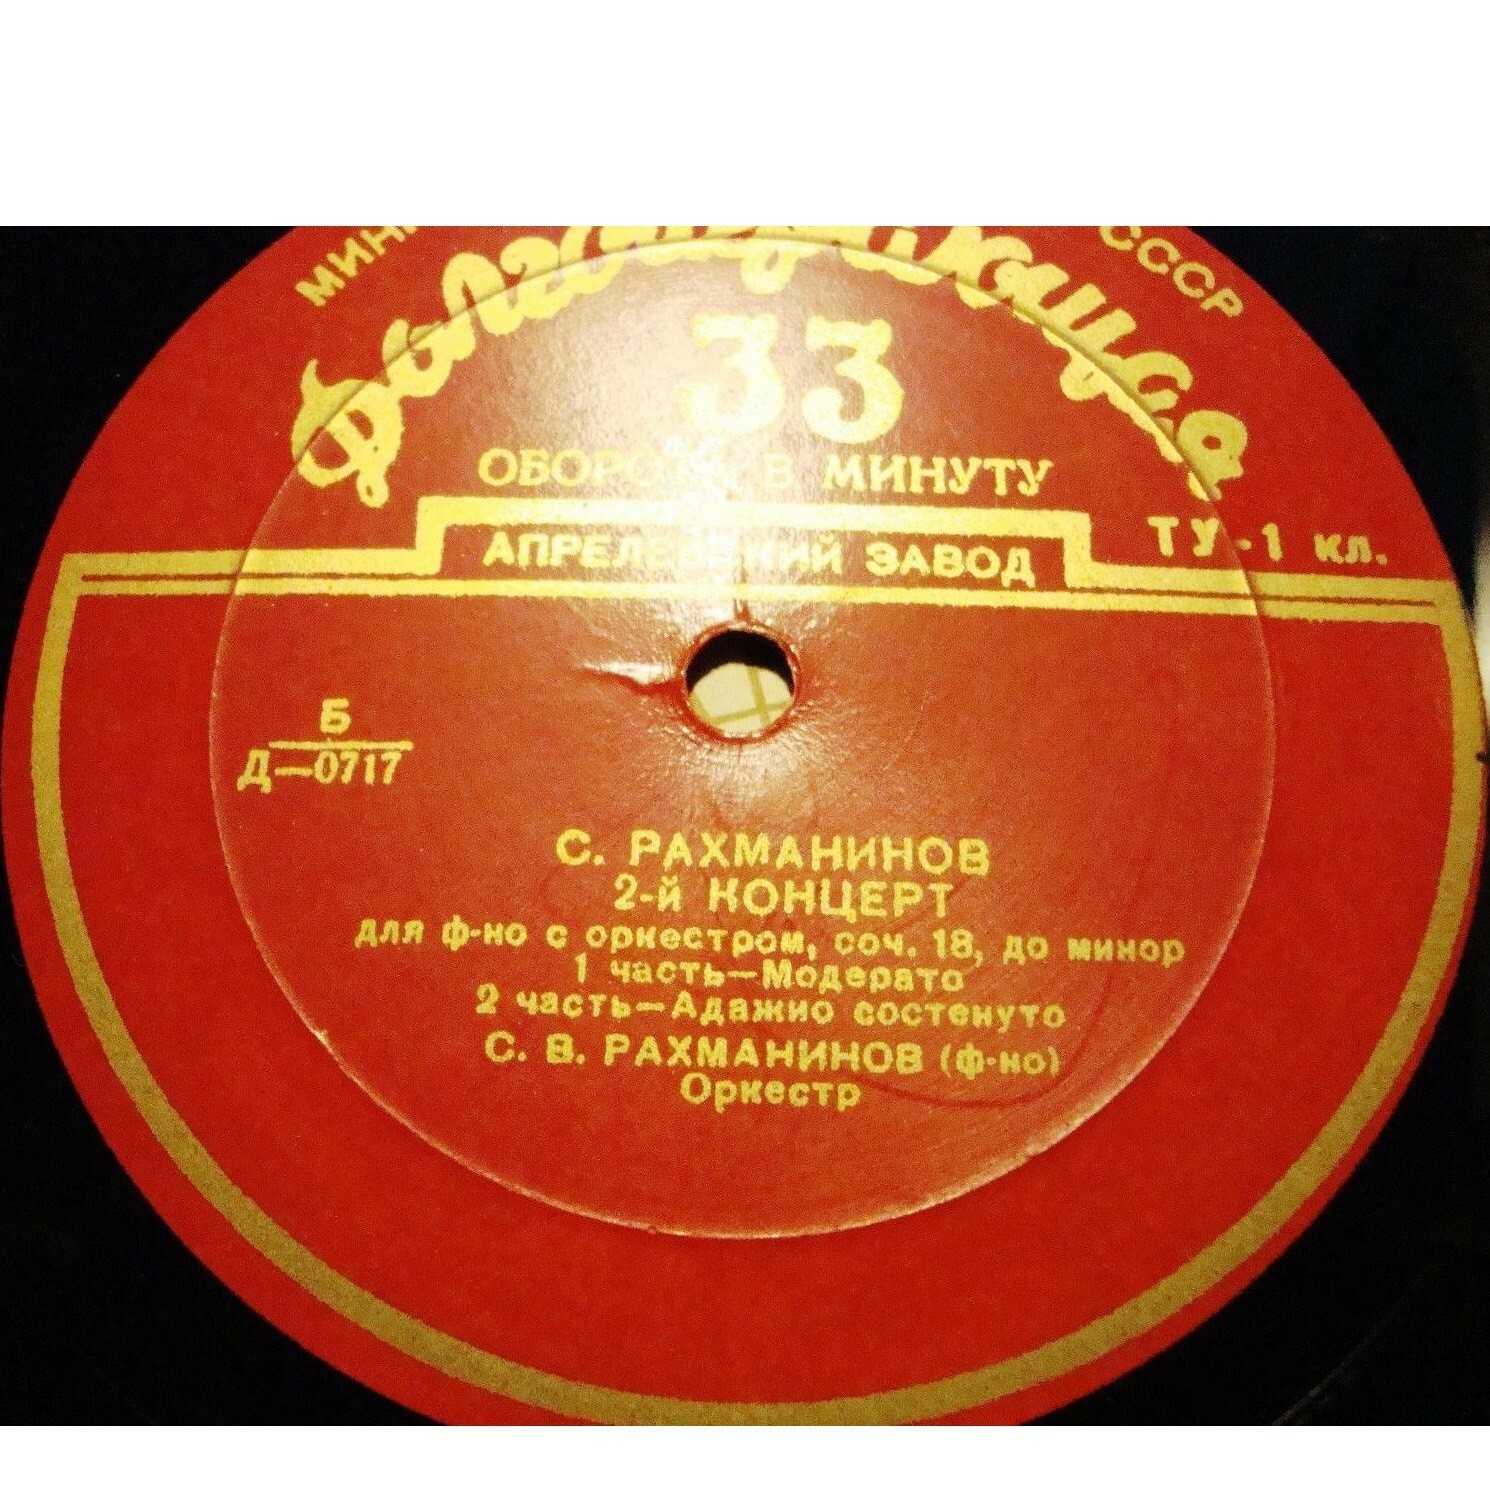 СССР
Долгоиграющая
33
ОБОРОТА В МИНУТУ
АПРЕЛЕВСКИЙ ЗАВОД
ТУ-1 кл.
Б
Д—0717
С. РАХМАНИНОВ
2-й КОНЦЕРТ
для ф-но с оркестром, соч. 18, до минор
1 часть—Модерато
2 часть—Адажио состенуто
С. В. РАХМАНИНОВ (ф-но)
Оркестр